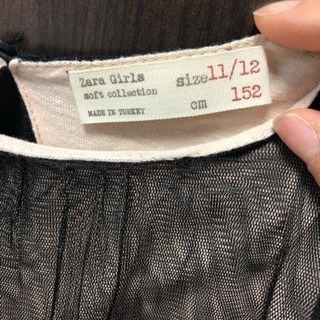 Zara Girls
soft collection
MADE IN TURKEY
size 11/12
cm 152